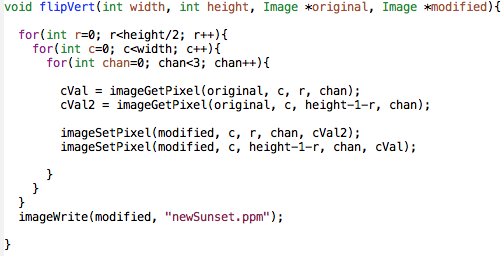 void flipVert(int width, int height, Image *original, Image *modified){
for(int r=0; r<height/2; r++){
for(int c=0; c<width; c++){
for(int chan=0; chan<3; chan++){
cVal = imageGetPixel(original, c, r, chan);
cVal2 = imageGetPixel(original, c, height-1-r, chan);
imageSetPixel(modified, c, r, chan, cVal2);
imageSetPixel(modified, c, height-1-r, chan, cVal);
}
}
}
imageWrite(modified, "newSunset.ppm");
}